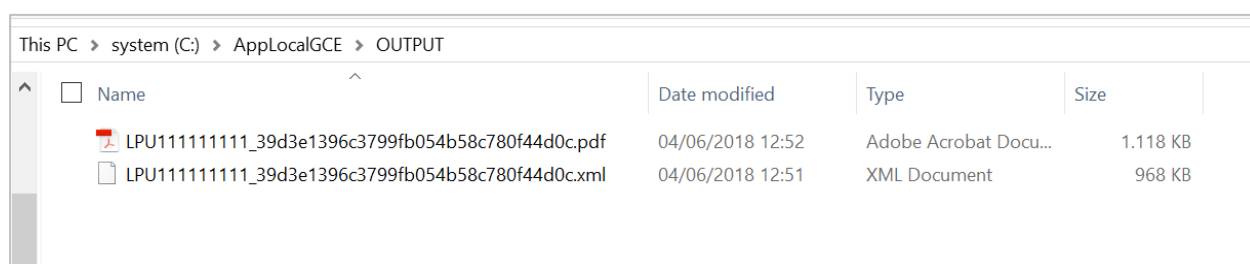 This PC > system (C:) > AppLocalGCE > OUTPUT
Name Date modified Type Size
LPU111111111_39d3e1396c3799fb054b58c780f44d0c.pdf 04/06/2018 12:52 Adobe Acrobat Docu... 1.118 KB
LPU111111111_39d3e1396c3799fb054b58c780f44d0c.xml 04/06/2018 12:51 XML Document 968 KB